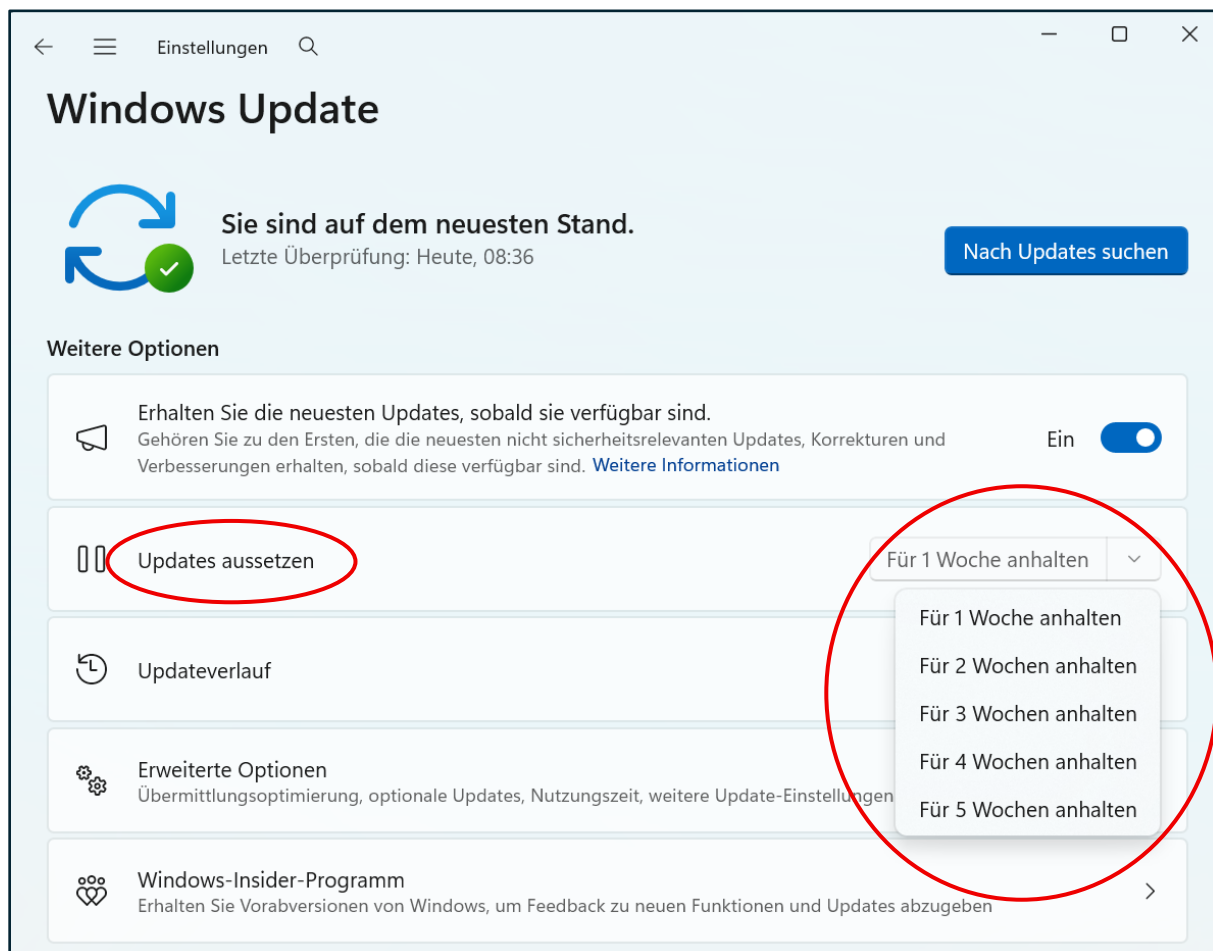 Einstellungen
Windows Update
Sie sind auf dem neuesten Stand.
Letzte Überprüfung: Heute, 08:36
Nach Updates suchen
Weitere Optionen
Erhalten Sie die neuesten Updates, sobald sie verfügbar sind.
Gehören Sie zu den Ersten, die die neuesten nicht sicherheitsrelevanten Updates, Korrekturen und
Verbesserungen erhalten, sobald diese verfügbar sind. Weitere Informationen
Ein
Updates aussetzen
Für 1 Woche anhalten
Für 1 Woche anhalten
Für 2 Wochen anhalten
Für 3 Wochen anhalten
Für 4 Wochen anhalten
Für 5 Wochen anhalten
Updateverlauf
Erweiterte Optionen
Übermittlungsoptimierung, optionale Updates, Nutzungszeit, weitere Update-Einstellungen
Windows-Insider-Programm
Erhalten Sie Vorabversionen von Windows, um Feedback zu neuen Funktionen und Updates abzugeben